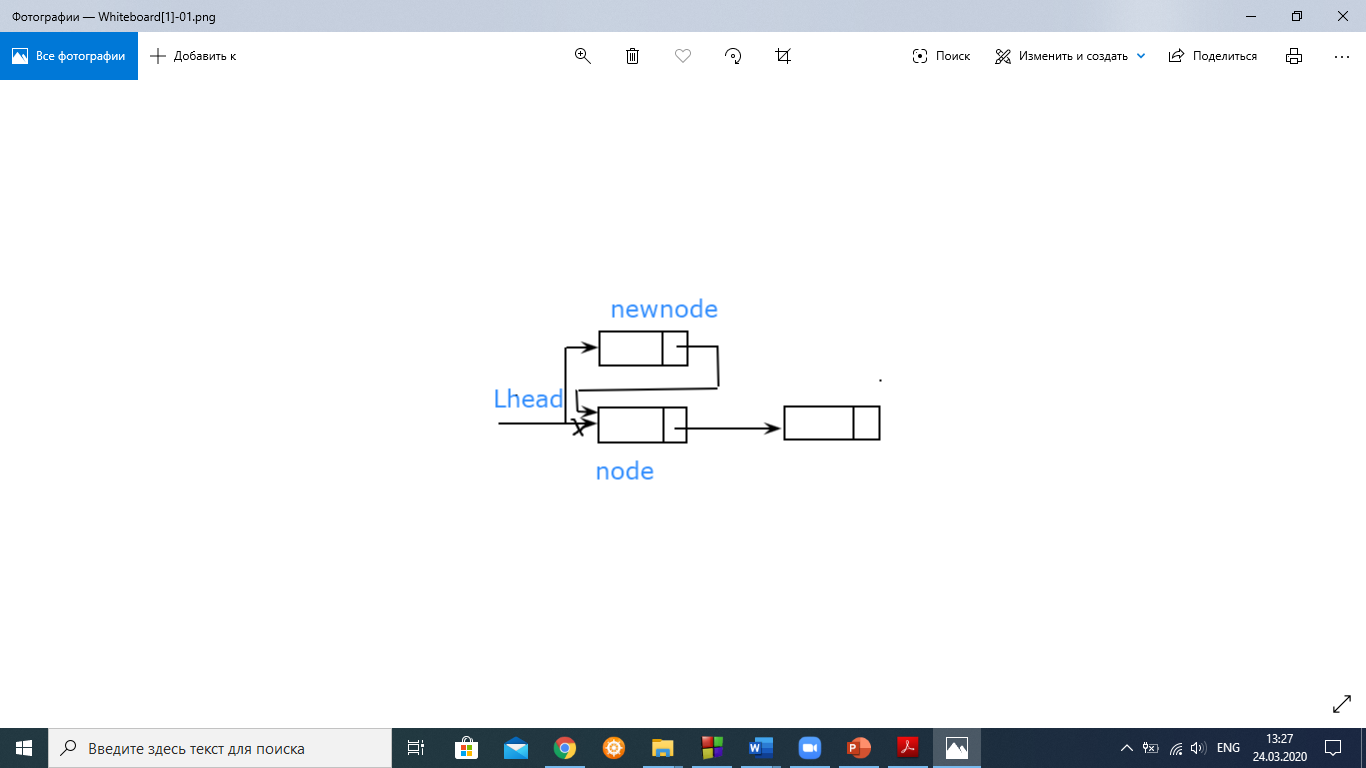 Фотографии — Whiteboard[1]-01.png
Все фотографии
Добавить к
Поиск
Изменить и создать
Поделиться
newnode
Lhead
node
Введите здесь текст для поиска
ENG
13:27
24.03.2020